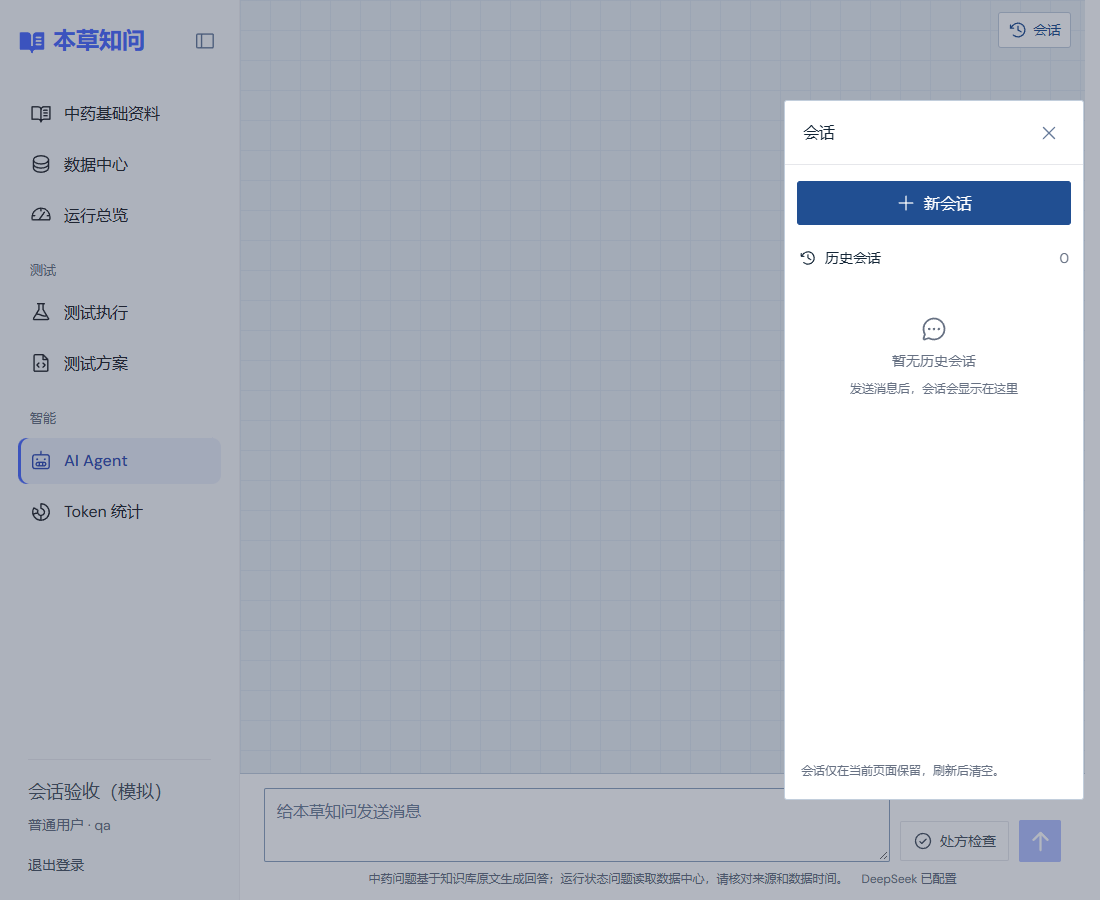 本草知问
中药基础资料
数据中心
运行总览
测试
测试执行
测试方案
智能
AI Agent
Token 统计
会话验收（模拟）
普通用户 · qa
退出登录
会话
会话
新会话
历史会话 0
暂无历史会话
发送消息后，会话会显示在这里
会话仅在当前页面保留，刷新后清空。
给本草知问发送消息
处方检查
中药问题基于知识库原文生成回答；运行状态问题读取数据中心，请核对来源和数据时间。 DeepSeek 已配置